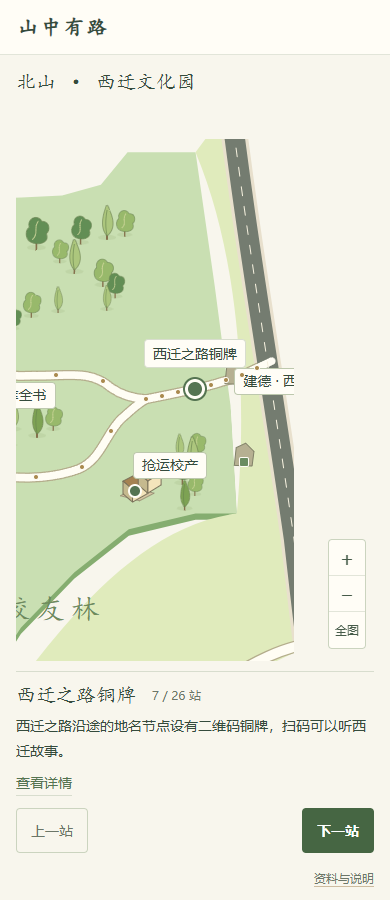 山中有路
北山 • 西迁文化园
西迁之路铜牌
建德 · 西
全书
抢运校产
校友林
+
−
全图
西迁之路铜牌 7 / 26 站
西迁之路沿途的地名节点设有二维码铜牌，扫码可以听西
迁故事。
查看详情
上一站
下一站
资料与说明